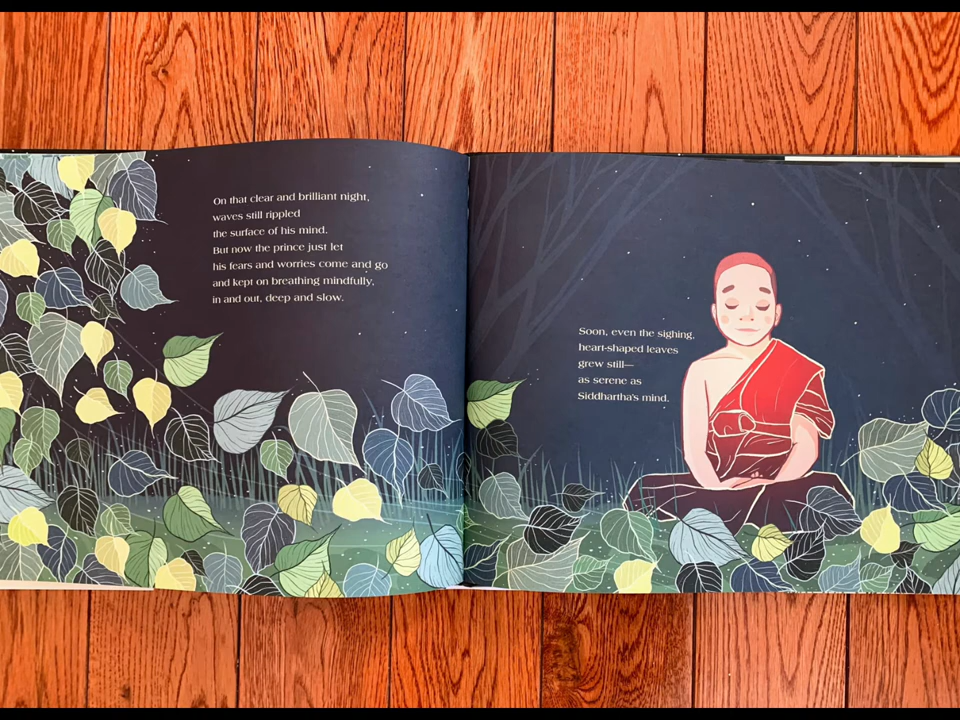 On that clear and brilliant night,
waves still rippled
the surface of his mind.
But now the prince just let
his fears and worries come and go
and kept on breathing mindfully,
in and out, deep and slow.
Soon, even the sighing,
heart-shaped leaves
grew still—
as serene as
Siddhartha's mind.